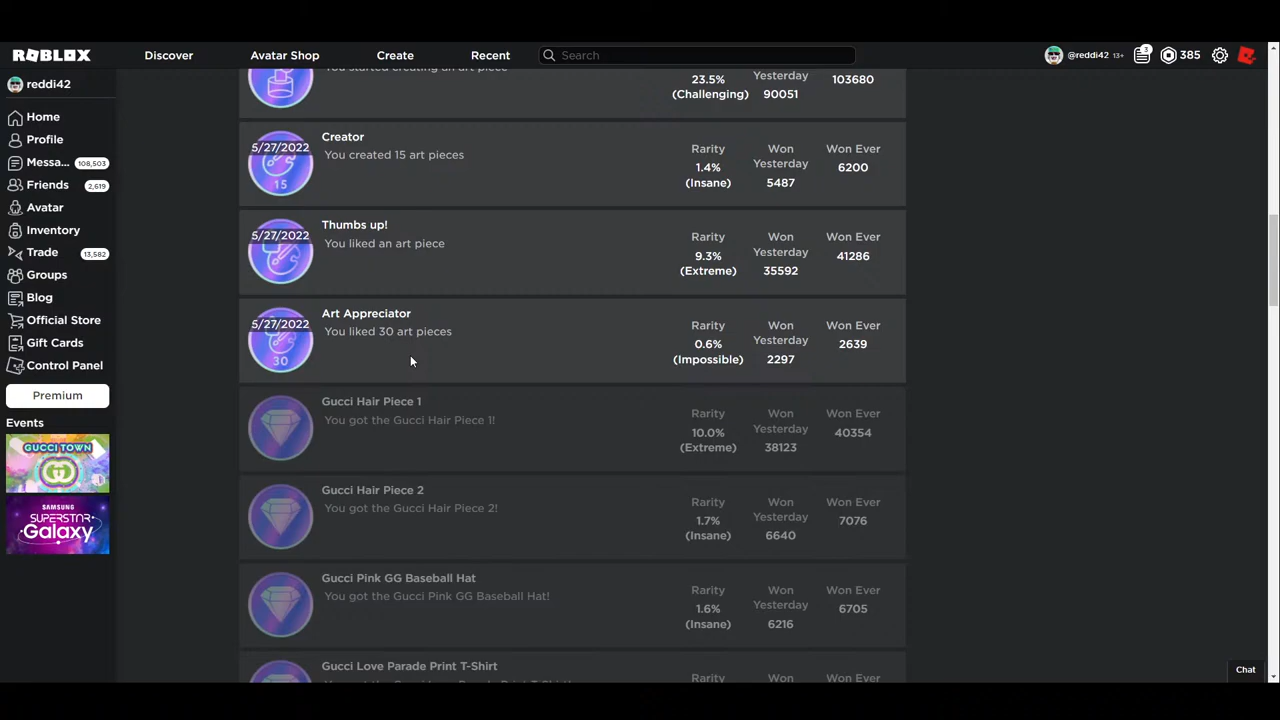 ROBLOX Discover Avatar Shop Create Recent Search @reddi42 13+ 3 385
reddi42
Home
Profile
Messa... 108,503
Friends 2,619
Avatar
Inventory
Trade 13,582
Groups
Blog
Official Store
Gift Cards
Control Panel
Premium
Events
GUCCI TOWN
SAMSUNG
SUPERSTAR
Galaxy
You started creating an art piece
23.5%
(Challenging)
Yesterday
90051
103680
5/27/2022
15
Creator
You created 15 art pieces
Rarity
1.4%
(Insane)
Won
Yesterday
5487
Won Ever
6200
5/27/2022
Thumbs up!
You liked an art piece
Rarity
9.3%
(Extreme)
Won
Yesterday
35592
Won Ever
41286
5/27/2022
30
Art Appreciator
You liked 30 art pieces
Rarity
0.6%
(Impossible)
Won
Yesterday
2297
Won Ever
2639
Gucci Hair Piece 1
You got the Gucci Hair Piece 1!
Rarity
10.0%
(Extreme)
Won
Yesterday
38123
Won Ever
40354
Gucci Hair Piece 2
You got the Gucci Hair Piece 2!
Rarity
1.7%
(Insane)
Won
Yesterday
6640
Won Ever
7076
Gucci Pink GG Baseball Hat
You got the Gucci Pink GG Baseball Hat!
Rarity
1.6%
(Insane)
Won
Yesterday
6216
Won Ever
6705
Gucci Love Parade Print T-Shirt
Rarity
Won
Won Ever
Chat